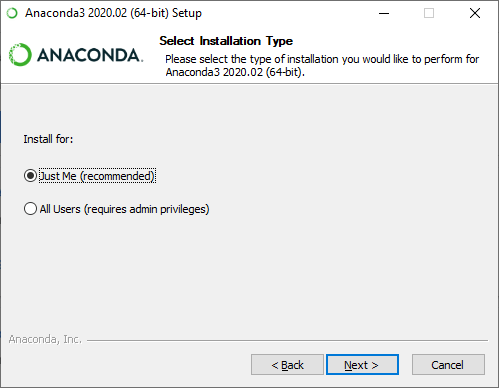 Anaconda3 2020.02 (64-bit) Setup
ANACONDA.
Select Installation Type
Please select the type of installation you would like to perform for
Anaconda3 2020.02 (64-bit).
Install for:
Just Me (recommended)
All Users (requires admin privileges)
Anaconda, Inc.
< Back
Next >
Cancel